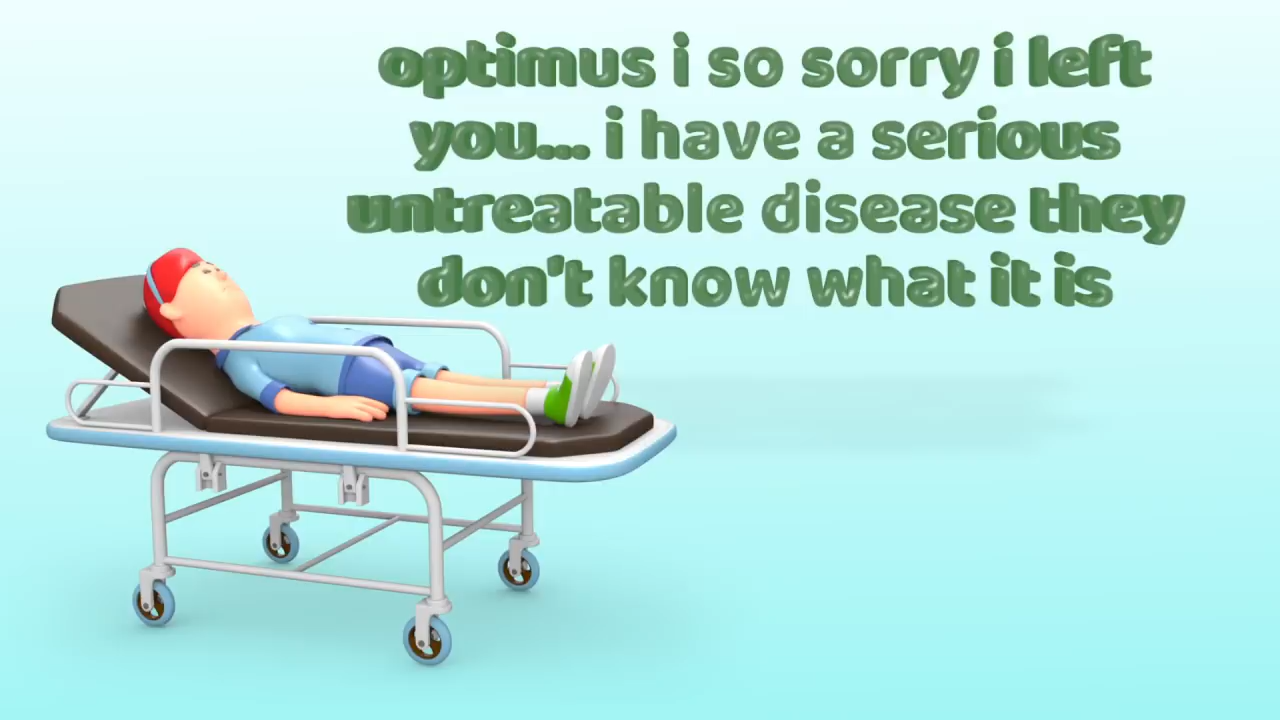 optimus i so sorry i left
you... i have a serious
untreatable disease they
don't know what it is